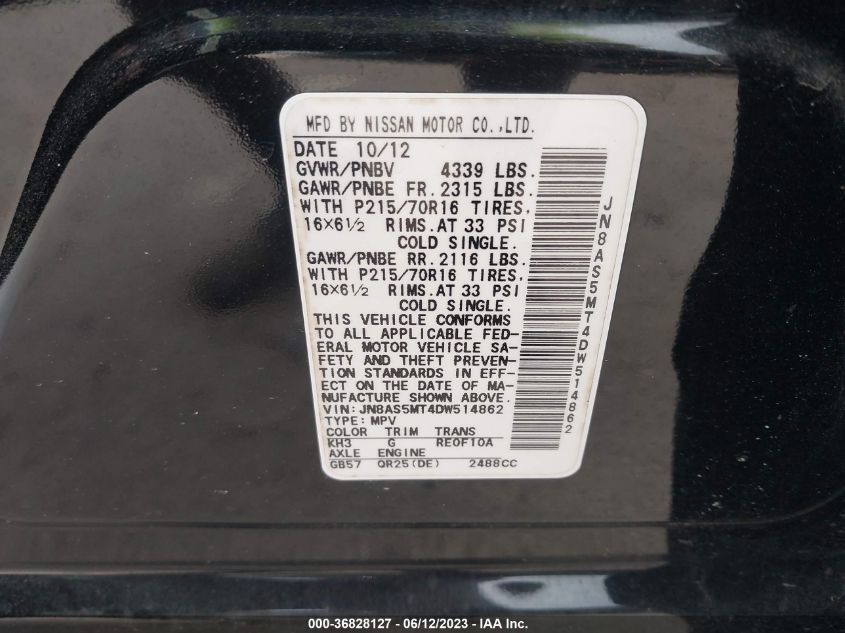 MFD BY NISSAN MOTOR CO.,LTD.
DATE 10/12
GVWR/PNBV 4339 LBS.
GAWR/PNBE FR. 2315 LBS.
WITH P215/70R16 TIRES,
16×6½ RIMS.AT 33 PSI
COLD SINGLE.
GAWR/PNBE RR. 2116 LBS.
WITH P215/70R16 TIRES,
16×6½ RIMS.AT 33 PSI
COLD SINGLE.
THIS VEHICLE CONFORMS
TO ALL APPLICABLE FED-
ERAL MOTOR VEHICLE SA-
FETY AND THEFT PREVEN-
TION STANDARDS IN EFF-
ECT ON THE DATE OF MA-
NUFACTURE SHOWN ABOVE.
VIN: JN8AS5MT4DW514862
TYPE: MPV
COLOR TRIM TRANS
KH3 G RE0F10A
AXLE ENGINE
GB57 QR25(DE) 2488CC
JN8AS5MT4DW514862
000-36828127 - 06/12/2023 - © IAA Inc.